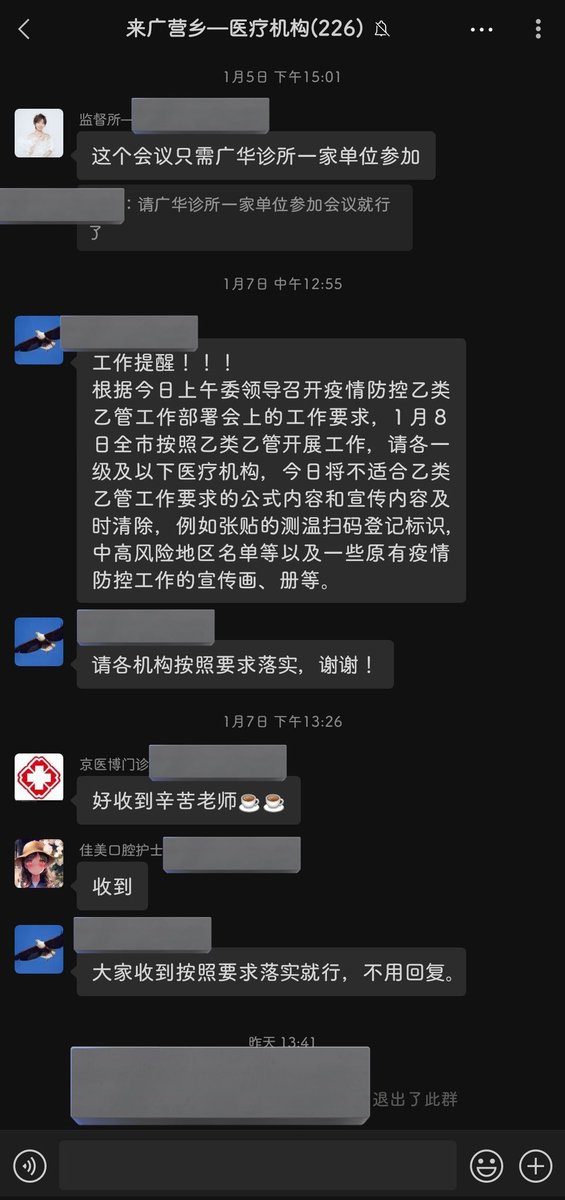 来广营乡—医疗机构(226)
1月5日 下午15:01
监督所—
这个会议只需广华诊所一家单位参加
：请广华诊所一家单位参加会议就行
了
1月7日 中午12:55
工作提醒！！！
根据今日上午委领导召开疫情防控乙类
乙管工作部署会上的工作要求，1月8
日全市按照乙类乙管开展工作，请各一
级及以下医疗机构，今日将不适合乙类
乙管工作要求的公式内容和宣传内容及
时清除，例如张贴的测温扫码登记标识，
中高风险地区名单等以及一些原有疫情
防控工作的宣传画、册等。
请各机构按照要求落实，谢谢！
1月7日 下午13:26
京医博门诊
好收到辛苦老师☕☕
佳美口腔护士
收到
大家收到按照要求落实就行，不用回复。
昨天 13:41
退出了此群